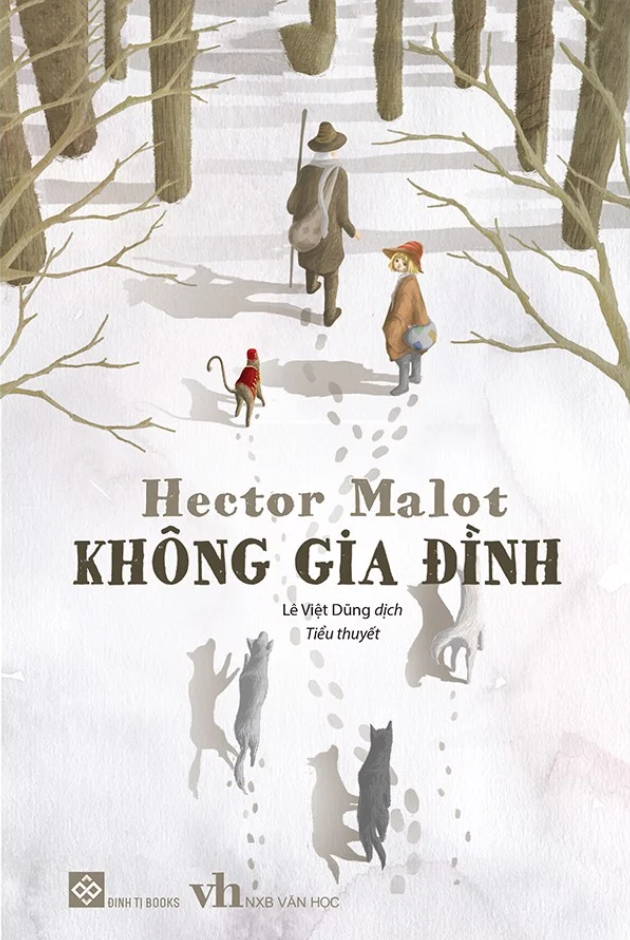 Hector Malot
KHÔNG GIA ĐÌNH
Lê Việt Dũng dịch
Tiểu thuyết
ĐINH TỊ BOOKS
vh NXB VĂN HỌC